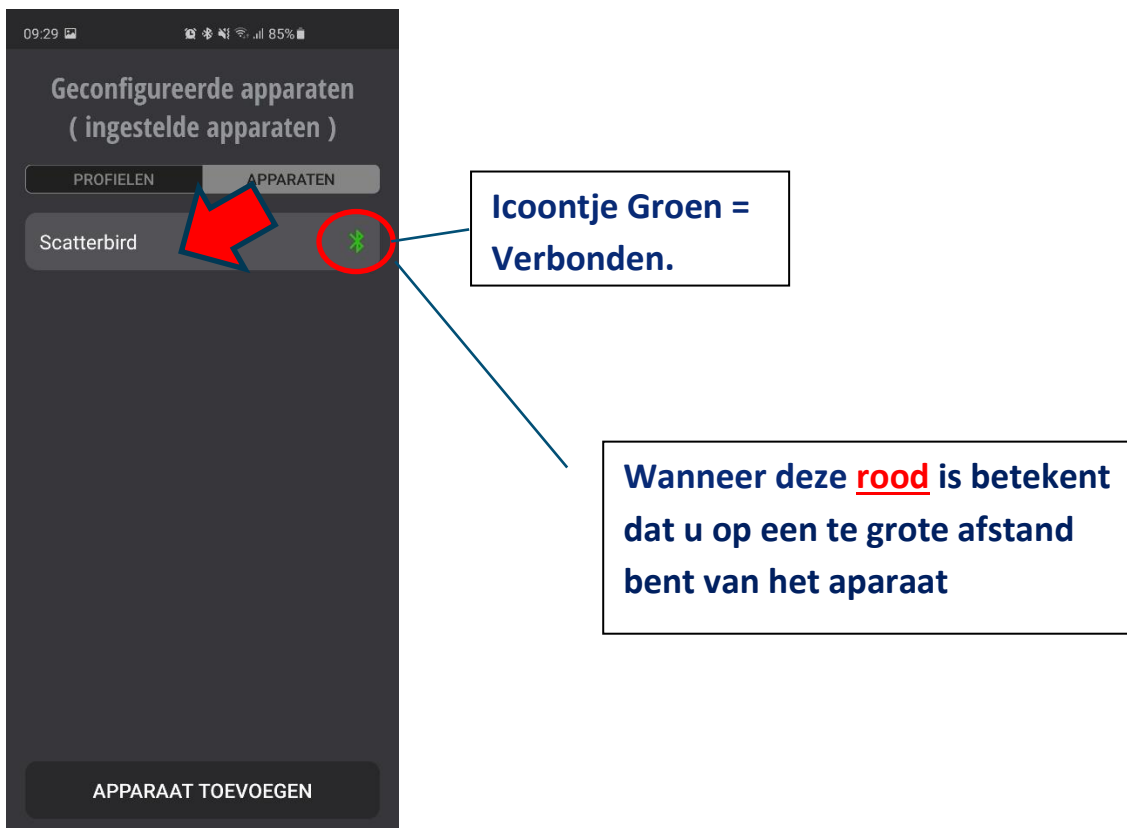 09:29 85%
Geconfigureerde apparaten
( ingestelde apparaten )
PROFIELEN APPARATEN
Scatterbird
Icoontje Groen =
Verbonden.
Wanneer deze rood is betekent
dat u op een te grote afstand
bent van het aparaat
APPARAAT TOEVOEGEN